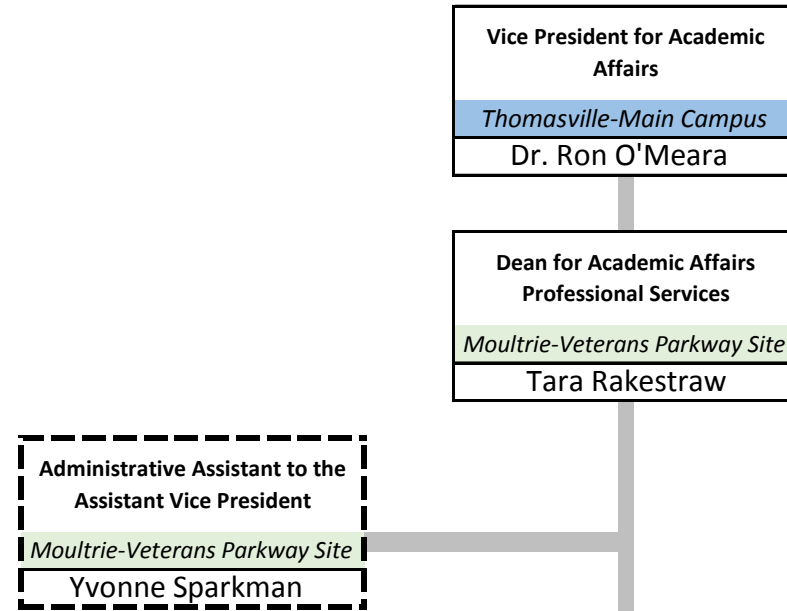 Vice President for Academic
Affairs
Thomasville-Main Campus
Dr. Ron O'Meara
Dean for Academic Affairs
Professional Services
Moultrie-Veterans Parkway Site
Tara Rakestraw
Administrative Assistant to the
Assistant Vice President
Moultrie-Veterans Parkway Site
Yvonne Sparkman